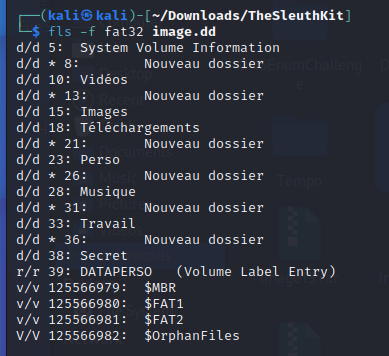 ┌──(kali㉿kali)-[~/Downloads/TheSleuthKit]
└─$ fls -f fat32 image.dd
d/d 5:  System Volume Information
d/d * 8:        Nouveau dossier
d/d 10: Vidéos
d/d * 13:       Nouveau dossier
d/d 15: Images
d/d 18: Téléchargements
d/d * 21:       Nouveau dossier
d/d 23: Perso
d/d * 26:       Nouveau dossier
d/d 28: Musique
d/d * 31:       Nouveau dossier
d/d 33: Travail
d/d * 36:       Nouveau dossier
d/d 38: Secret
r/r 39: DATAPERSO   (Volume Label Entry)
v/v 125566979:  $MBR
v/v 125566980:  $FAT1
v/v 125566981:  $FAT2
V/V 125566982:  $OrphanFiles